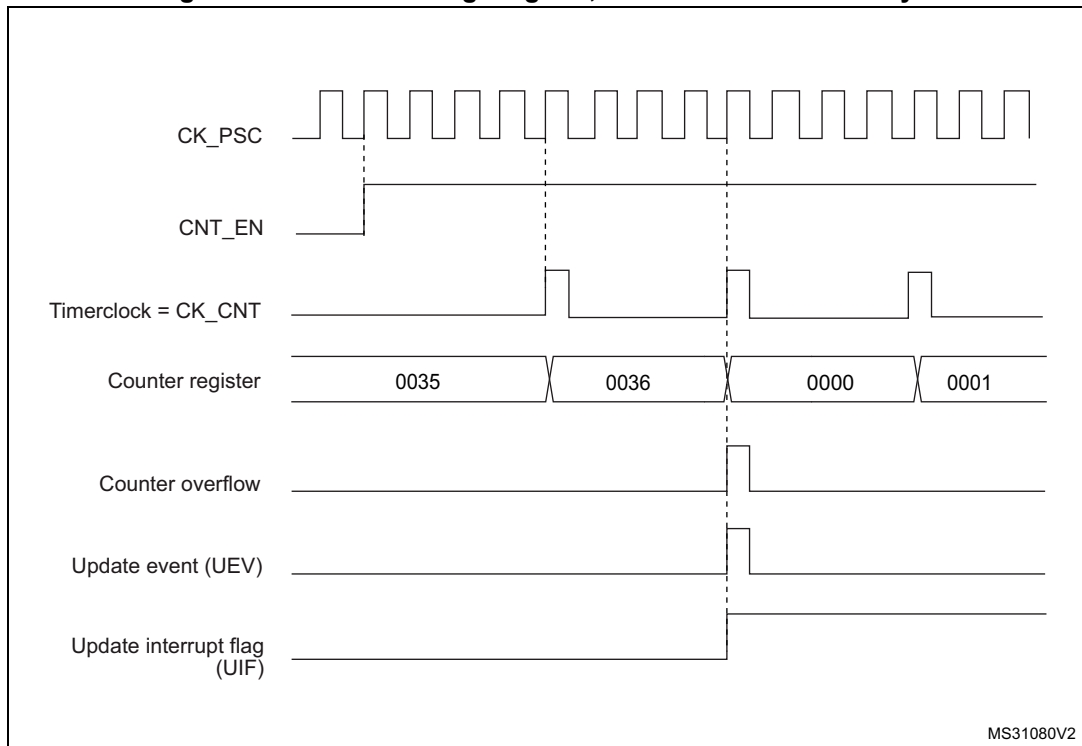 CK_PSC
CNT_EN
Timerclock = CK_CNT
Counter register
0035
0036
0000
0001
Counter overflow
Update event (UEV)
Update interrupt flag
(UIF)
MS31080V2